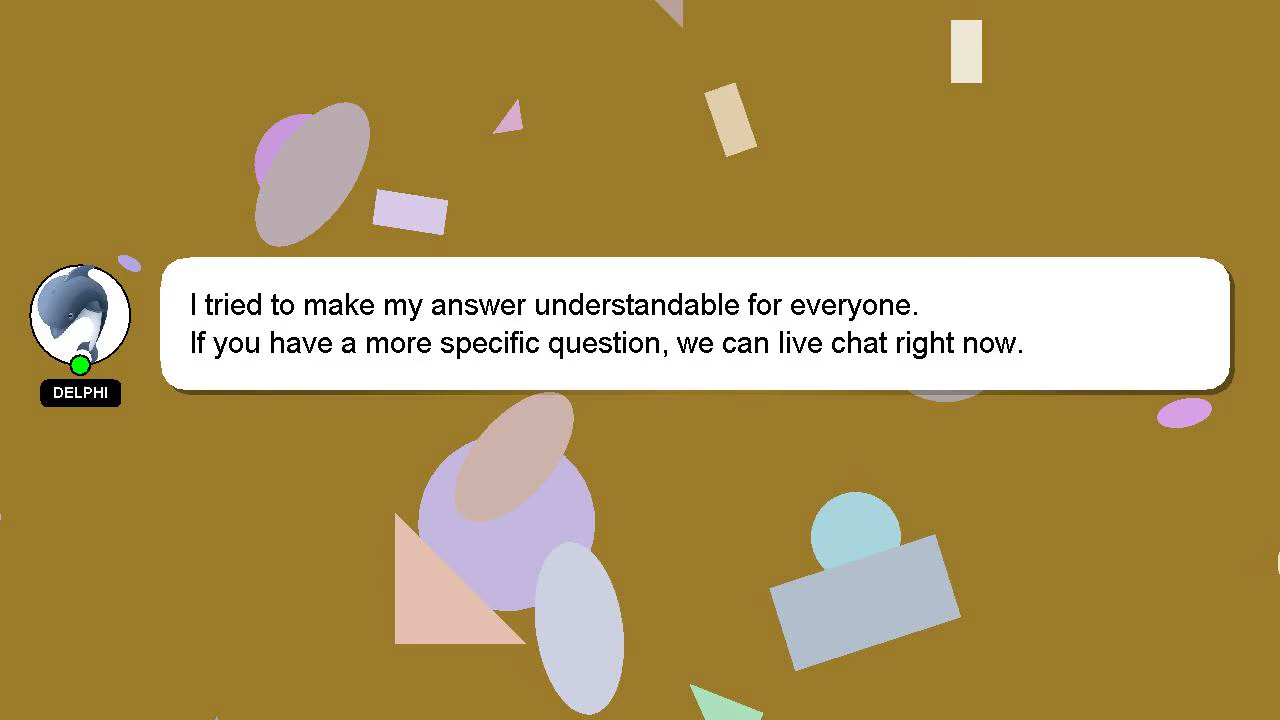 I tried to make my answer understandable for everyone.
If you have a more specific question, we can live chat right now.
DELPHI